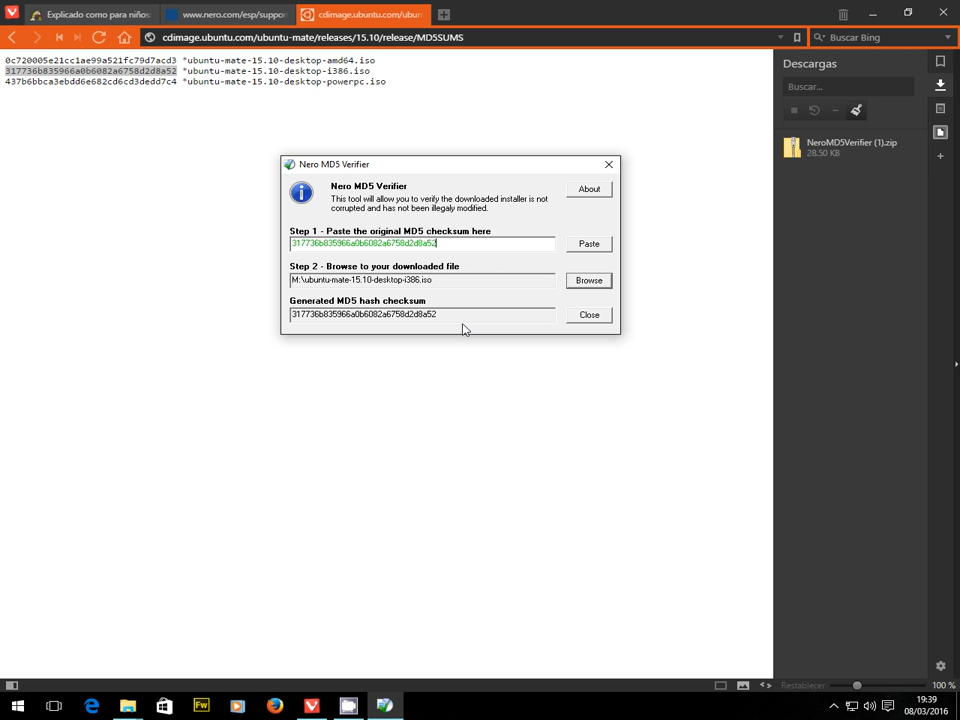 Explicado como para niños:
www.nero.com/esp/suppo
cdimage.ubuntu.com/ubun
cdimage.ubuntu.com/ubuntu-mate/releases/15.10/release/MD5SUMS
Buscar Bing
0c720005e21cc1ae99a521fc79d7acd3 *ubuntu-mate-15.10-desktop-amd64.iso
317736b835966a0b6082a6758d2d8a52 *ubuntu-mate-15.10-desktop-i386.iso
437b6bbca3ebdd6e682cd6cd3dedd7c4 *ubuntu-mate-15.10-desktop-powerpc.iso
Descargas
Buscar...
NeroMD5Verifier (1).zip
28.50 KB
Nero MD5 Verifier
Nero MD5 Verifier
This tool will allow you to verify the downloaded installer is not
corrupted and has not been illegaly modified.
About
Step 1 - Paste the original MD5 checksum here
317736b835966a0b6082a6758d2d8a52
Paste
Step 2 - Browse to your downloaded file
M:\ubuntu-mate-15.10-desktop-i386.iso
Browse
Generated MD5 hash checksum
317736b835966a0b6082a6758d2d8a52
Close
Restablecer
100 %
Fw
19:39
08/03/2016